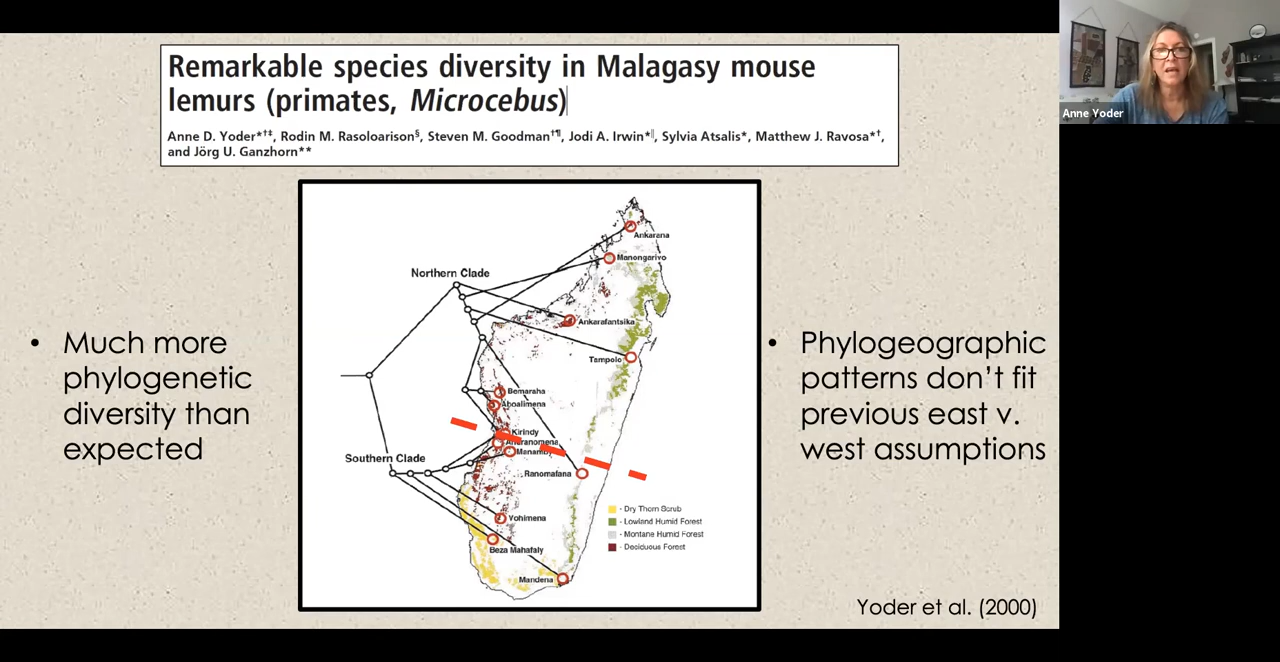 Remarkable species diversity in Malagasy mouse
lemurs (primates, Microcebus)
Anne D. Yoder*†‡, Rodin M. Rasoloarison§, Steven M. Goodman†¶, Jodi A. Irwin*‖, Sylvia Atsalis*, Matthew J. Ravosa*†,
and Jörg U. Ganzhorn**
Anne Yoder
• Much more
phylogenetic
diversity than
expected
Northern Clade
Southern Clade
Ankarana
Manongarivo
Ankarafantsika
Tampolo
Bemaraha
Aboalimena
Kirindy
Andranomena
Ranomafana
Vohimena
Beza Mahafaly
Mandena
- Dry Thorn Scrub
- Lowland Humid Forest
- Montane Humid Forest
- Deciduous Forest
• Phylogeographic
patterns don't fit
previous east v.
west assumptions
Yoder et al. (2000)